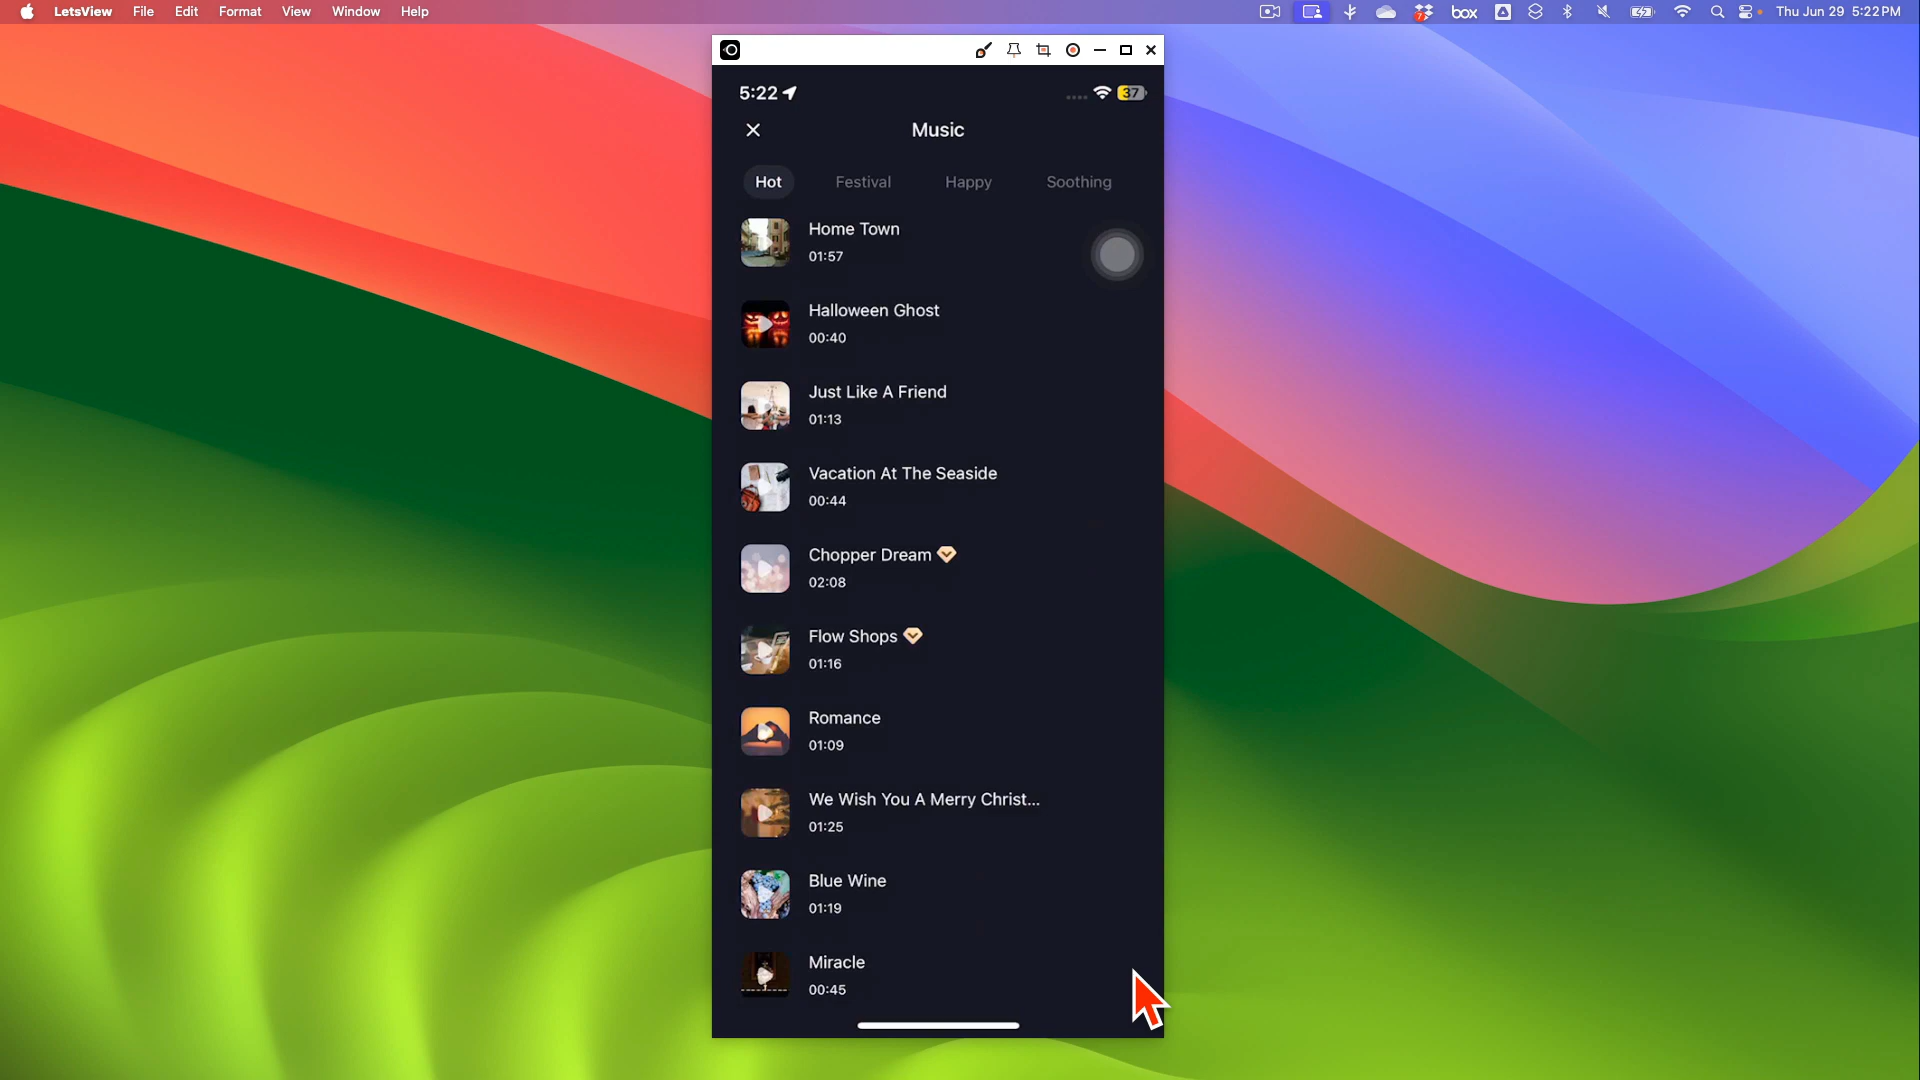 LetsView File Edit Format View Window Help
7 box Thu Jun 29 5:22 PM
5:22 37
Music
Hot Festival Happy Soothing
Home Town
01:57
Halloween Ghost
00:40
Just Like A Friend
01:13
Vacation At The Seaside
00:44
Chopper Dream
02:08
Flow Shops
01:16
Romance
01:09
We Wish You A Merry Christ...
01:25
Blue Wine
01:19
Miracle
00:45